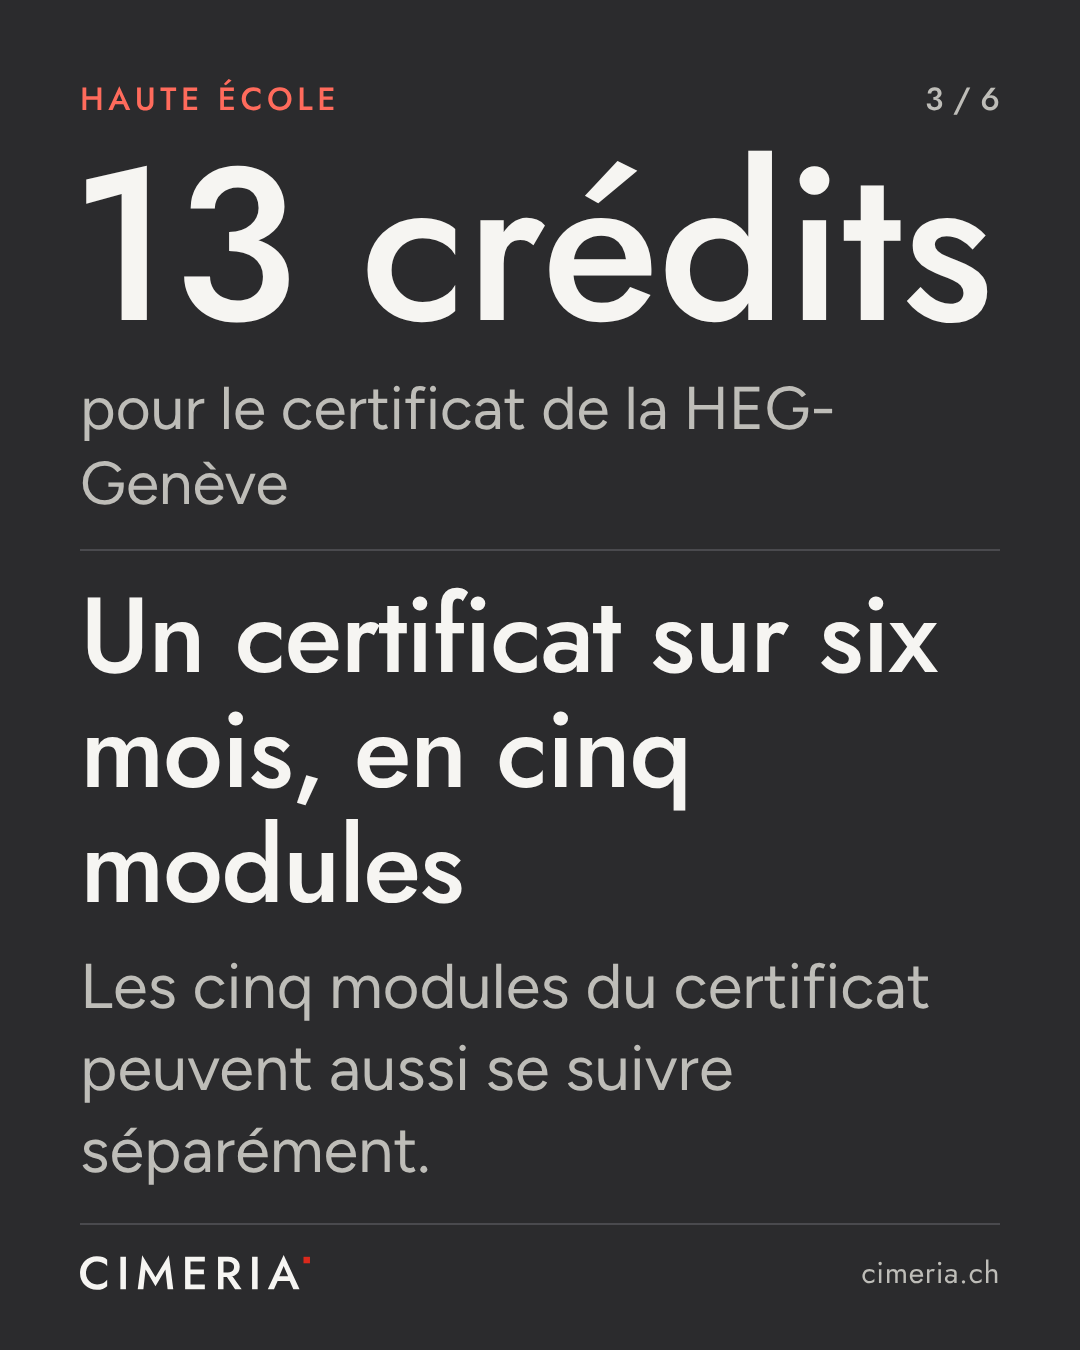 HAUTE ÉCOLE
3 / 6
13 crédits
pour le certificat de la HEG-
Genève
Un certificat sur six
mois, en cinq
modules
Les cinq modules du certificat
peuvent aussi se suivre
séparément.
CIMERIA
cimeria.ch